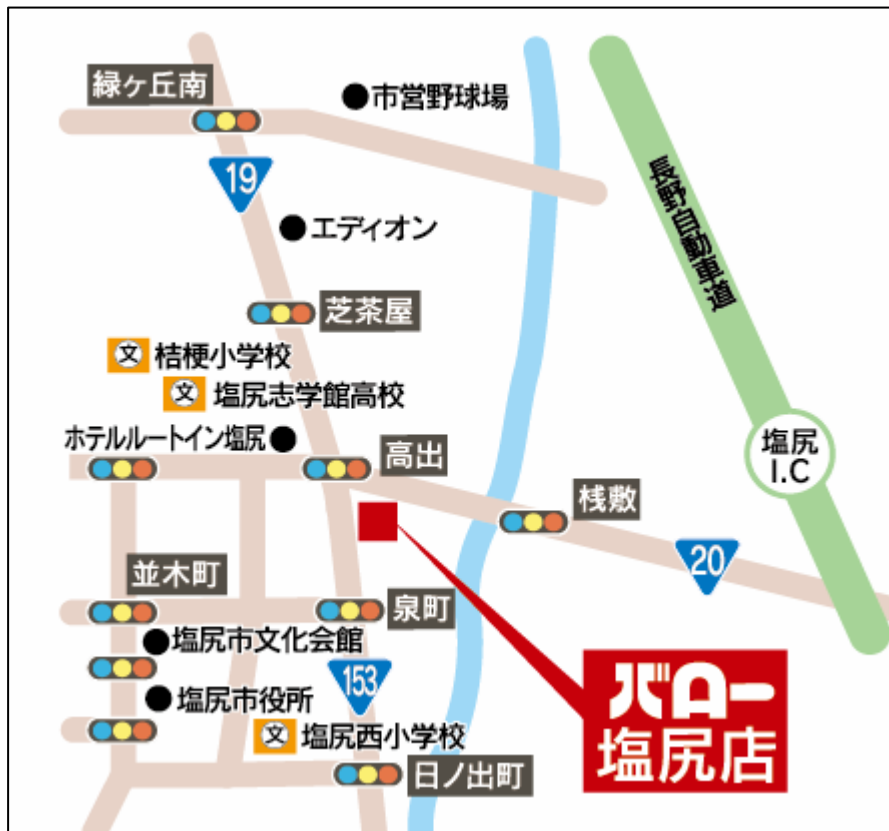 緑ヶ丘南
市営野球場
19
エディオン
長野自動車道
芝茶屋
文 桔梗小学校
文 塩尻志学館高校
ホテルルートイン塩尻
高出
塩尻
I.C
桟敷
20
並木町
泉町
塩尻市文化会館
153
塩尻市役所
文 塩尻西小学校
日ノ出町
バロー
塩尻店